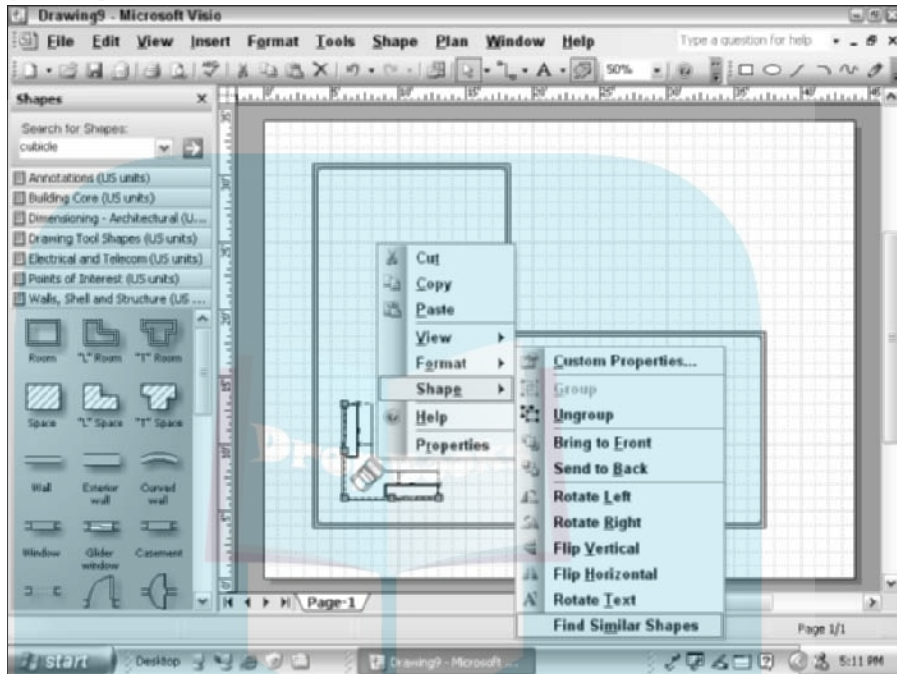 Drawing9 - Microsoft Visio
File Edit View Insert Format Tools Shape Plan Window Help Type a question for help
50%
Shapes
Search for Shapes:
cubicle
Annotations (US units)
Building Core (US units)
Dimensioning - Architectural (U...
Drawing Tool Shapes (US units)
Electrical and Telecom (US units)
Points of Interest (US units)
Walls, Shell and Structure (US ...
Room "L" Room "T" Room
Space "L" Space "T" Space
Wall Exterior wall Curved wall
Window Glider window Casement
Cut
Copy
Paste
View
Format
Shape
Help
Properties
Custom Properties...
Group
Ungroup
Bring to Front
Send to Back
Rotate Left
Rotate Right
Flip Vertical
Flip Horizontal
Rotate Text
Find Similar Shapes
Page-1
Page 1/1
start Desktop Drawing9 - Microsoft ... 5:11 PM